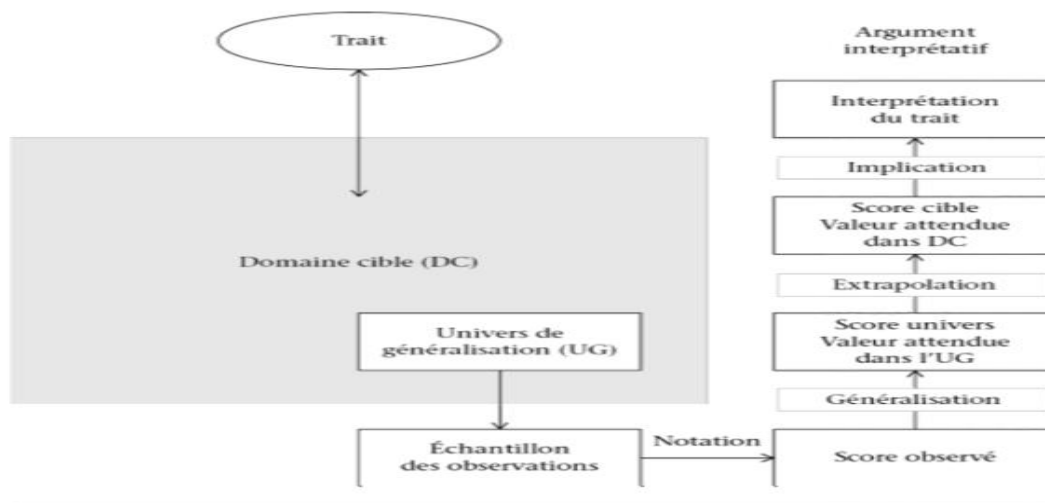 Trait
Argument
interprétatif
Interprétation
du trait
Implication
Score cible
Valeur attendue
dans DC
Domaine cible (DC)
Extrapolation
Univers de
généralisation (UG)
Score univers
Valeur attendue
dans l'UG
Généralisation
Échantillon
des observations
Notation
Score observé